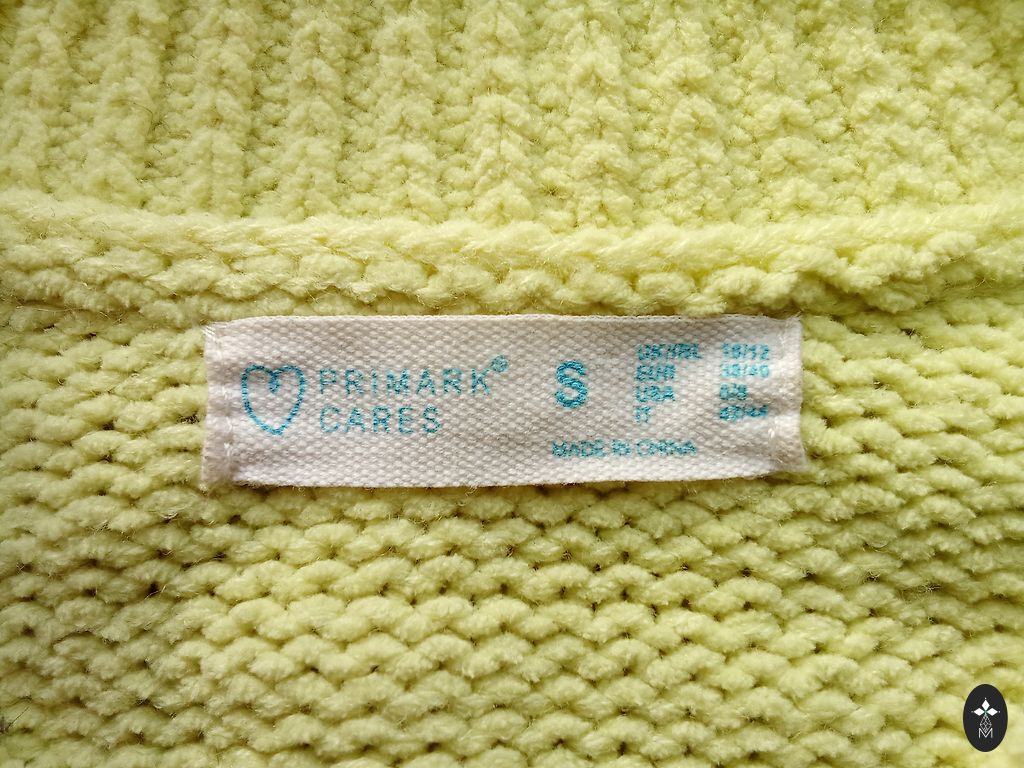 PRIMARK®
CARES
S
UK/IRL 10/12
EUR 38/40
USA 6/8
IT 42/44
MADE IN CHINA